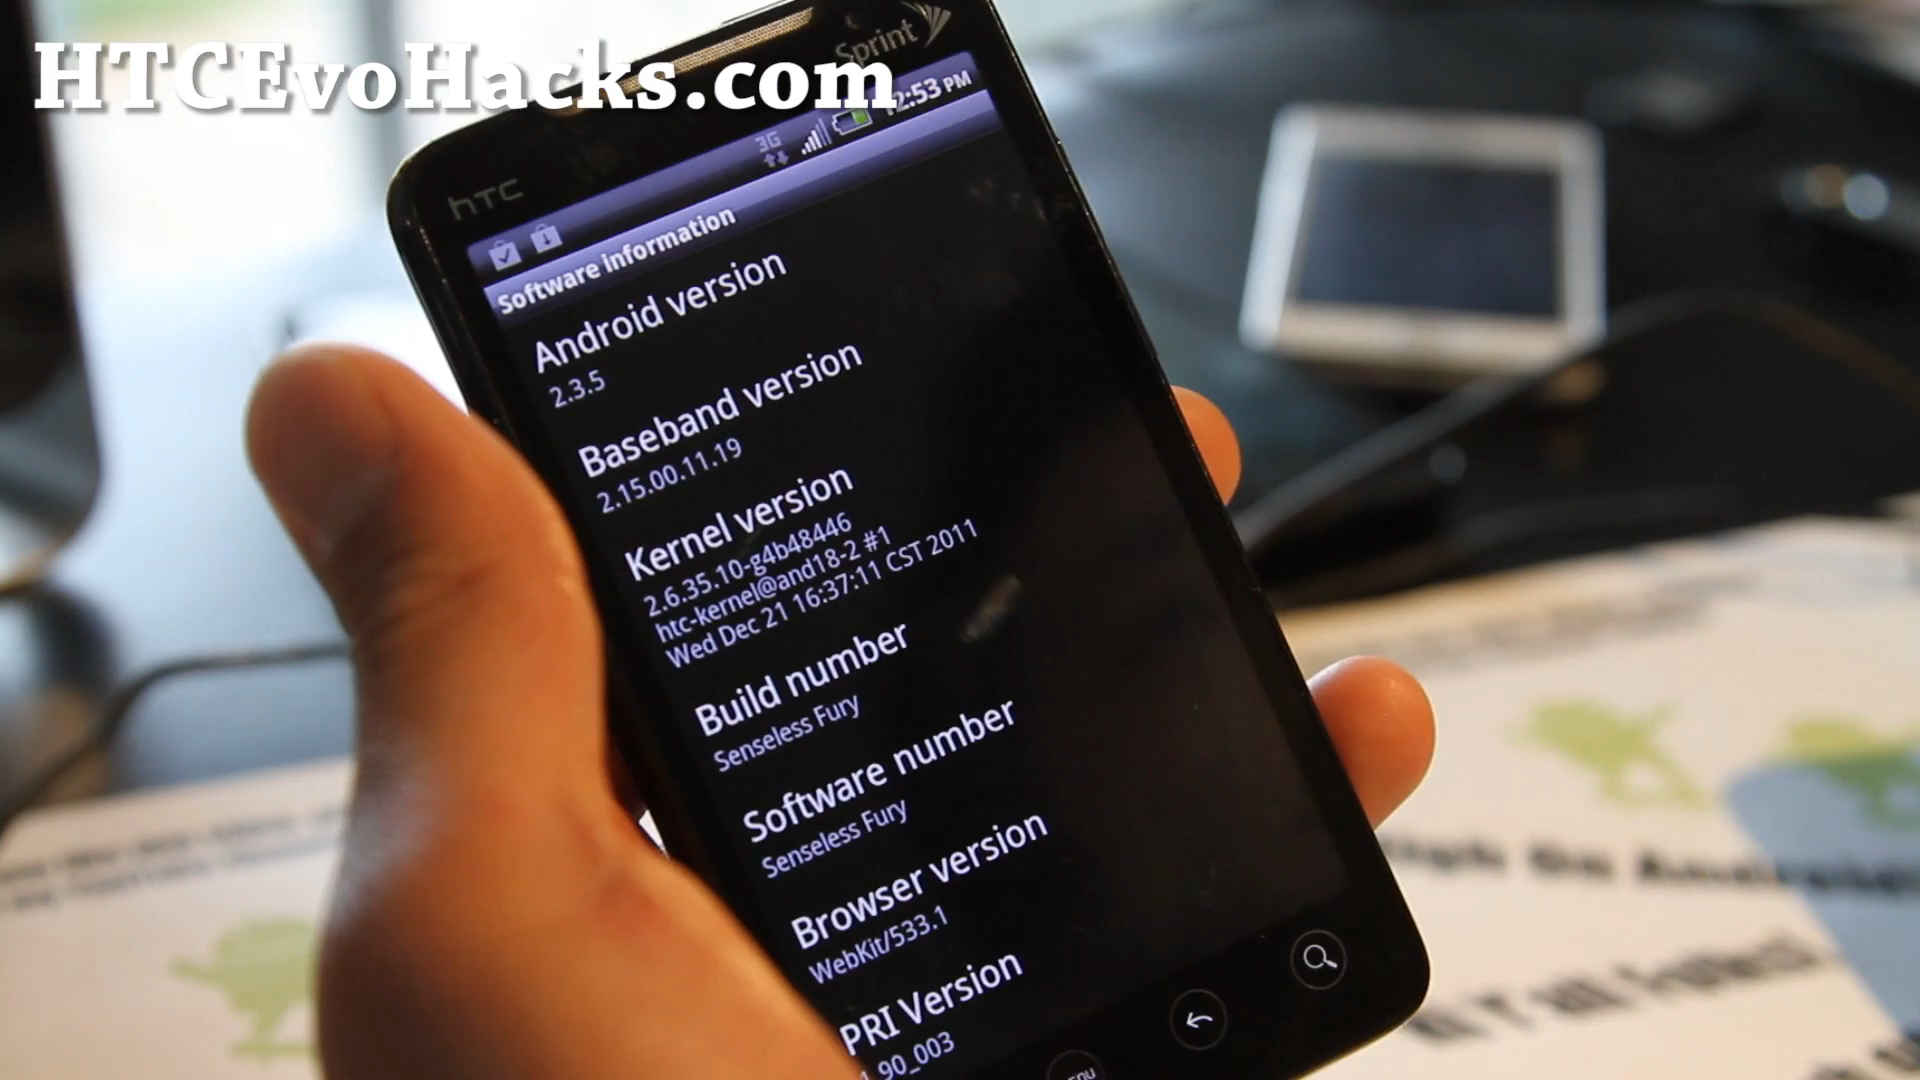 HTCEvoHacks.com
Sprint
hTC
3G
2:53 PM
Software information
Android version
2.3.5
Baseband version
2.15.00.11.19
Kernel version
2.6.35.10-g4b48446
htc-kernel@and18-2 #1
Wed Dec 21 16:37:11 CST 2011
Build number
Senseless Fury
Software number
Senseless Fury
Browser version
WebKit/533.1
PRI Version
90_003